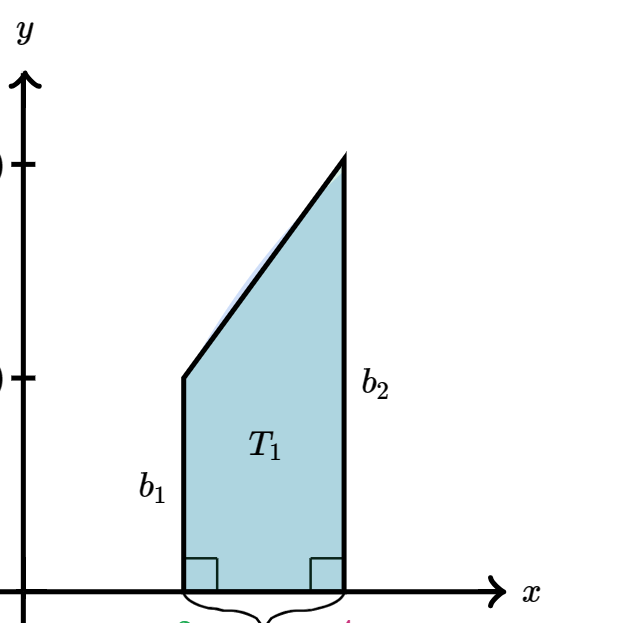 y
)
)
b₂
T₁
b₁
x